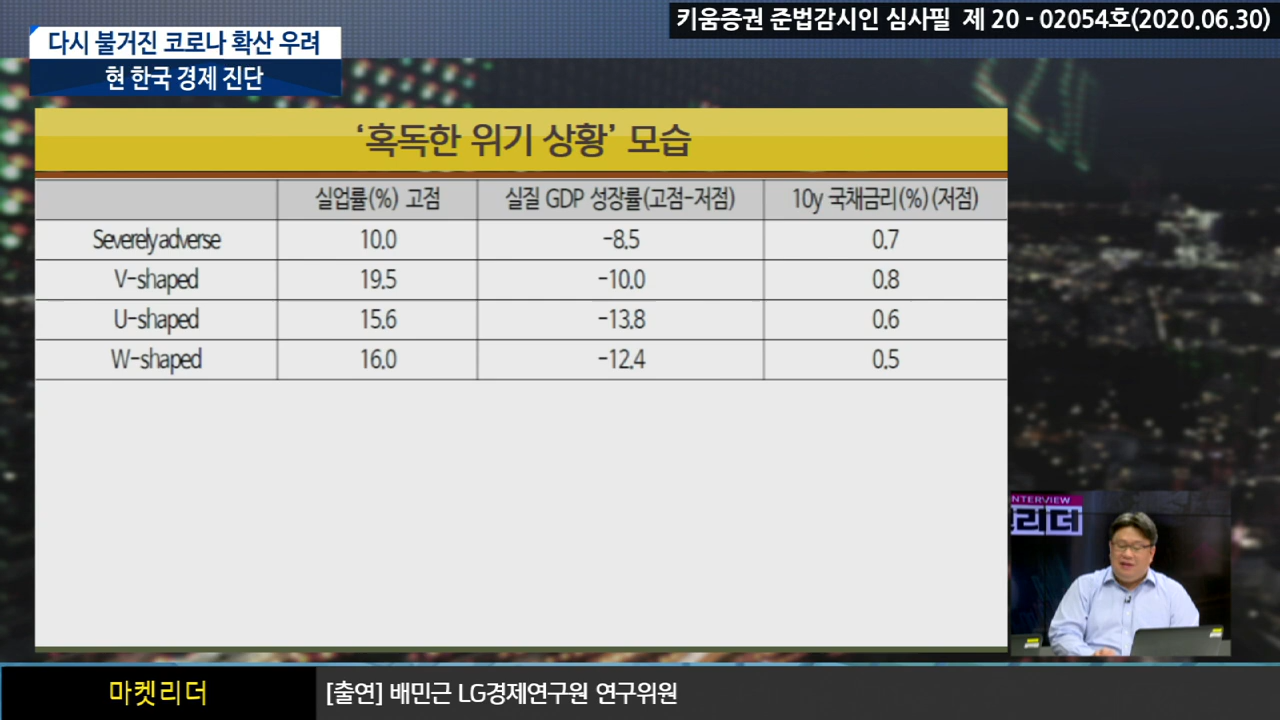 키움증권 준법감시인 심사필 제 20 - 02054호(2020.06.30)
다시 불거진 코로나 확산 우려
현 한국 경제 진단
‘혹독한 위기 상황’ 모습
실업률(%) 고점 실질 GDP 성장률(고점-저점) 10y 국채금리(%)(저점)
Severely adverse 10.0 -8.5 0.7
V-shaped 19.5 -10.0 0.8
U-shaped 15.6 -13.8 0.6
W-shaped 16.0 -12.4 0.5
INTERVIEW
리더
마켓리더 [출연] 배민근 LG경제연구원 연구위원